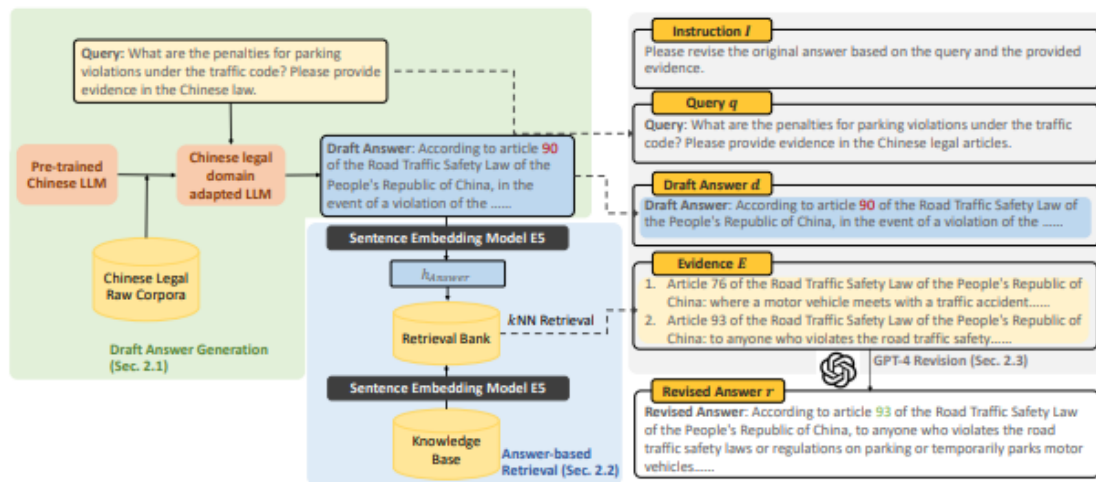 Query: What are the penalties for parking
violations under the traffic code? Please provide
evidence in the Chinese law.
Pre-trained
Chinese LLM
Chinese legal
domain
adapted LLM
Draft Answer: According to article 90
of the Road Traffic Safety Law of the
People's Republic of China, in the
event of a violation of the ......
Chinese Legal
Raw Corpora
Draft Answer Generation
(Sec. 2.1)
Sentence Embedding Model E5
hAnswer
Retrieval Bank
kNN Retrieval
Sentence Embedding Model E5
Knowledge
Base
Answer-based
Retrieval (Sec. 2.2)
Instruction I
Please revise the original answer based on the query and the provided
evidence.
Query q
Query: What are the penalties for parking violations under the traffic
code? Please provide evidence in the Chinese legal articles.
Draft Answer d
Draft Answer: According to article 90 of the Road Traffic Safety Law of
the People's Republic of China, in the event of a violation of the ......
Evidence E
1. Article 76 of the Road Traffic Safety Law of the People's Republic of
China: where a motor vehicle meets with a traffic accident......
2. Article 93 of the Road Traffic Safety Law of the People's Republic of
China: to anyone who violates the road traffic safety......
GPT-4 Revision (Sec. 2.3)
Revised Answer r
Revised Answer: According to article 93 of the Road Traffic Safety Law
of the People's Republic of China, to anyone who violates the road
traffic safety laws or regulations on parking or temporarily parks motor
vehicles......